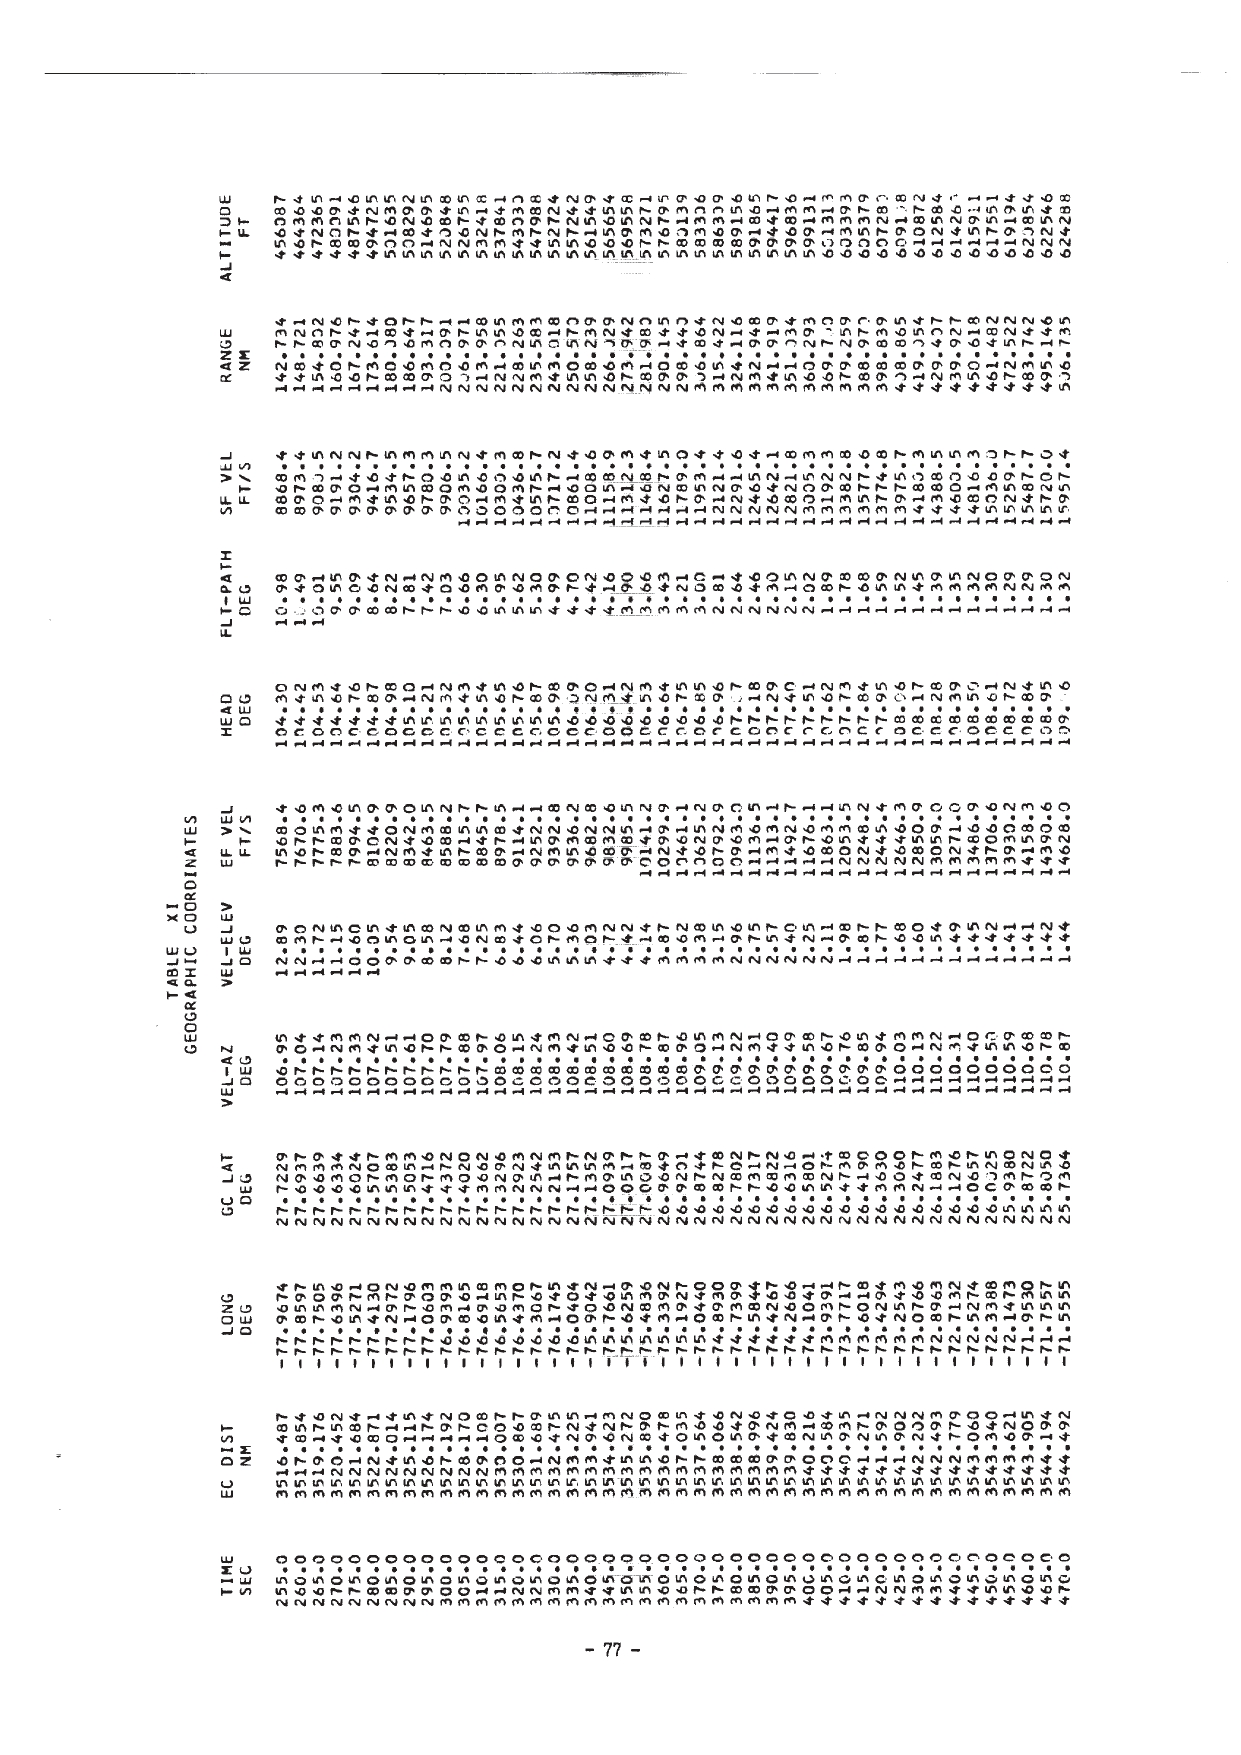 TABLE XI
GEOGRAPHIC COORDINATES
TIME EC DIST LONG GC LAT VEL-AZ VEL-ELEV EF VEL HEAD FLT-PATH SF VEL RANGE ALTITUDE
SEC NM DEG DEG DEG DEG FT/S DEG DEG FT/S NM FT
255.0 3516.487 -77.9674 27.7229 106.95 12.89 7568.4 104.30 10.98 8868.4 142.734 456087
260.0 3517.854 -77.8597 27.6937 107.04 12.30 7670.6 104.42 10.49 8973.4 148.721 464364
265.0 3519.176 -77.7505 27.6639 107.14 11.72 7775.3 104.53 10.01 9080.5 154.802 472365
270.0 3520.452 -77.6396 27.6334 107.23 11.15 7883.6 104.64 9.55 9191.2 160.976 480091
275.0 3521.684 -77.5271 27.6024 107.33 10.60 7994.5 104.76 9.09 9304.2 167.247 487546
280.0 3522.871 -77.4130 27.5707 107.42 10.05 8104.9 104.87 8.64 9416.7 173.614 494725
285.0 3524.014 -77.2972 27.5383 107.51 9.54 8220.9 104.98 8.22 9534.5 180.080 501635
290.0 3525.115 -77.1796 27.5053 107.61 9.05 8342.0 105.10 7.81 9657.3 186.647 508292
295.0 3526.174 -77.0603 27.4716 107.70 8.58 8463.5 105.21 7.42 9780.3 193.317 514695
300.0 3527.192 -76.9393 27.4372 107.79 8.12 8588.2 105.32 7.03 9906.5 200.091 520848
305.0 3528.170 -76.8165 27.4020 107.88 7.68 8715.7 105.43 6.66 10035.2 206.971 526755
310.0 3529.108 -76.6918 27.3662 107.97 7.25 8845.7 105.54 6.30 10166.4 213.958 532418
315.0 3530.007 -76.5653 27.3296 108.06 6.83 8978.5 105.65 5.95 10300.3 221.055 537841
320.0 3530.867 -76.4370 27.2923 108.15 6.44 9114.1 105.76 5.62 10436.8 228.263 543030
325.0 3531.689 -76.3067 27.2542 108.24 6.06 9252.1 105.87 5.30 10575.7 235.583 547988
330.0 3532.475 -76.1745 27.2153 108.33 5.70 9392.8 105.98 4.99 10717.2 243.018 552724
335.0 3533.225 -76.0404 27.1757 108.42 5.36 9536.2 106.09 4.70 10861.4 250.570 557242
340.0 3533.941 -75.9042 27.1352 108.51 5.03 9682.8 106.20 4.42 11008.6 258.239 561549
345.0 3534.623 -75.7661 27.0939 108.60 4.72 9832.6 106.31 4.16 11158.9 266.029 565654
350.0 3535.272 -75.6259 27.0517 108.69 4.42 9985.5 106.42 3.90 11312.3 273.942 569558
355.0 3535.890 -75.4836 27.0087 108.78 4.14 10141.2 106.53 3.66 11468.4 281.980 573271
360.0 3536.478 -75.3392 26.9649 108.87 3.87 10299.9 106.64 3.43 11627.5 290.145 576795
365.0 3537.035 -75.1927 26.9201 108.96 3.62 10461.1 106.75 3.21 11789.0 298.440 580139
370.0 3537.564 -75.0440 26.8744 109.05 3.38 10625.2 106.85 3.00 11953.4 306.864 583306
375.0 3538.066 -74.8930 26.8278 109.13 3.15 10792.9 106.96 2.81 12121.4 315.422 586309
380.0 3538.542 -74.7399 26.7802 109.22 2.96 10963.0 107.07 2.64 12291.6 324.116 589156
385.0 3538.996 -74.5844 26.7317 109.31 2.75 11136.5 107.18 2.46 12465.4 332.948 591865
390.0 3539.424 -74.4267 26.6822 109.40 2.57 11313.1 107.29 2.30 12642.1 341.919 594417
395.0 3539.830 -74.2666 26.6316 109.49 2.40 11492.7 107.40 2.15 12821.8 351.034 596836
400.0 3540.216 -74.1041 26.5801 109.58 2.25 11676.1 107.51 2.02 13005.3 360.293 599131
405.0 3540.584 -73.9391 26.5274 109.67 2.11 11863.1 107.62 1.89 13192.3 369.700 601313
410.0 3540.935 -73.7717 26.4738 109.76 1.98 12053.5 107.73 1.78 13382.8 379.259 603393
415.0 3541.271 -73.6018 26.4190 109.85 1.87 12248.2 107.84 1.68 13577.6 388.970 605379
420.0 3541.592 -73.4294 26.3630 109.94 1.77 12445.4 107.95 1.59 13774.8 398.839 607280
425.0 3541.902 -73.2543 26.3060 110.03 1.68 12646.3 108.06 1.52 13975.7 408.865 609108
430.0 3542.202 -73.0766 26.2477 110.13 1.60 12850.9 108.17 1.45 14180.3 419.054 610872
435.0 3542.493 -72.8963 26.1883 110.22 1.54 13059.0 108.28 1.39 14388.5 429.407 612584
440.0 3542.779 -72.7132 26.1276 110.31 1.49 13271.0 108.39 1.35 14600.5 439.927
445.0 3543.060 -72.5274 26.0657 110.40 1.45 13486.9 108.50 1.32 14816.3 450.618 615911
450.0 3543.340 -72.3388 26.0025 110.50 1.42 13706.6 108.61 1.30 15036.0 461.482 617551
455.0 3543.621 -72.1473 25.9380 110.59 1.41 13930.2 108.72 1.29 15259.7 472.522 619194
460.0 3543.905 -71.9530 25.8722 110.68 1.41 14158.3 108.84 1.29 15487.7 483.742 620854
465.0 3544.194 -71.7557 25.8050 110.78 1.42 14390.6 108.95 1.30 15720.0 495.146 622546
470.0 3544.492 -71.5555 25.7364 110.87 1.44 14628.0 109.06 1.32 15957.4 506.735 624288
- 77 -